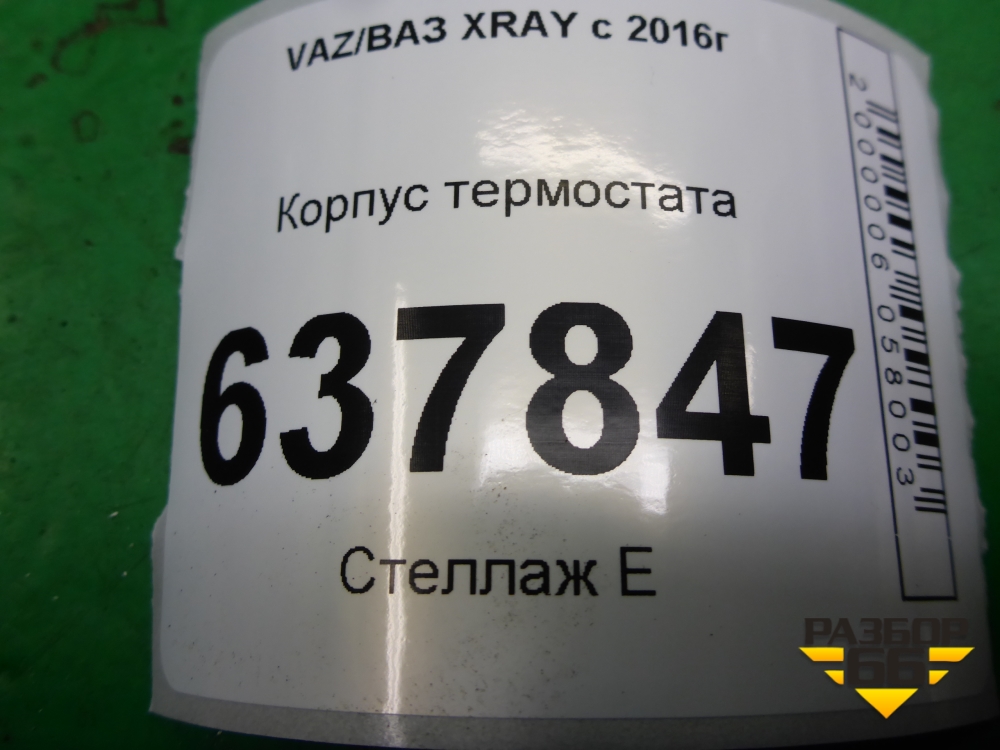 VAZ/ВАЗ XRAY с 2016г
Корпус термостата
637847
Стеллаж Е
2000006058003
РАЗБОР
66